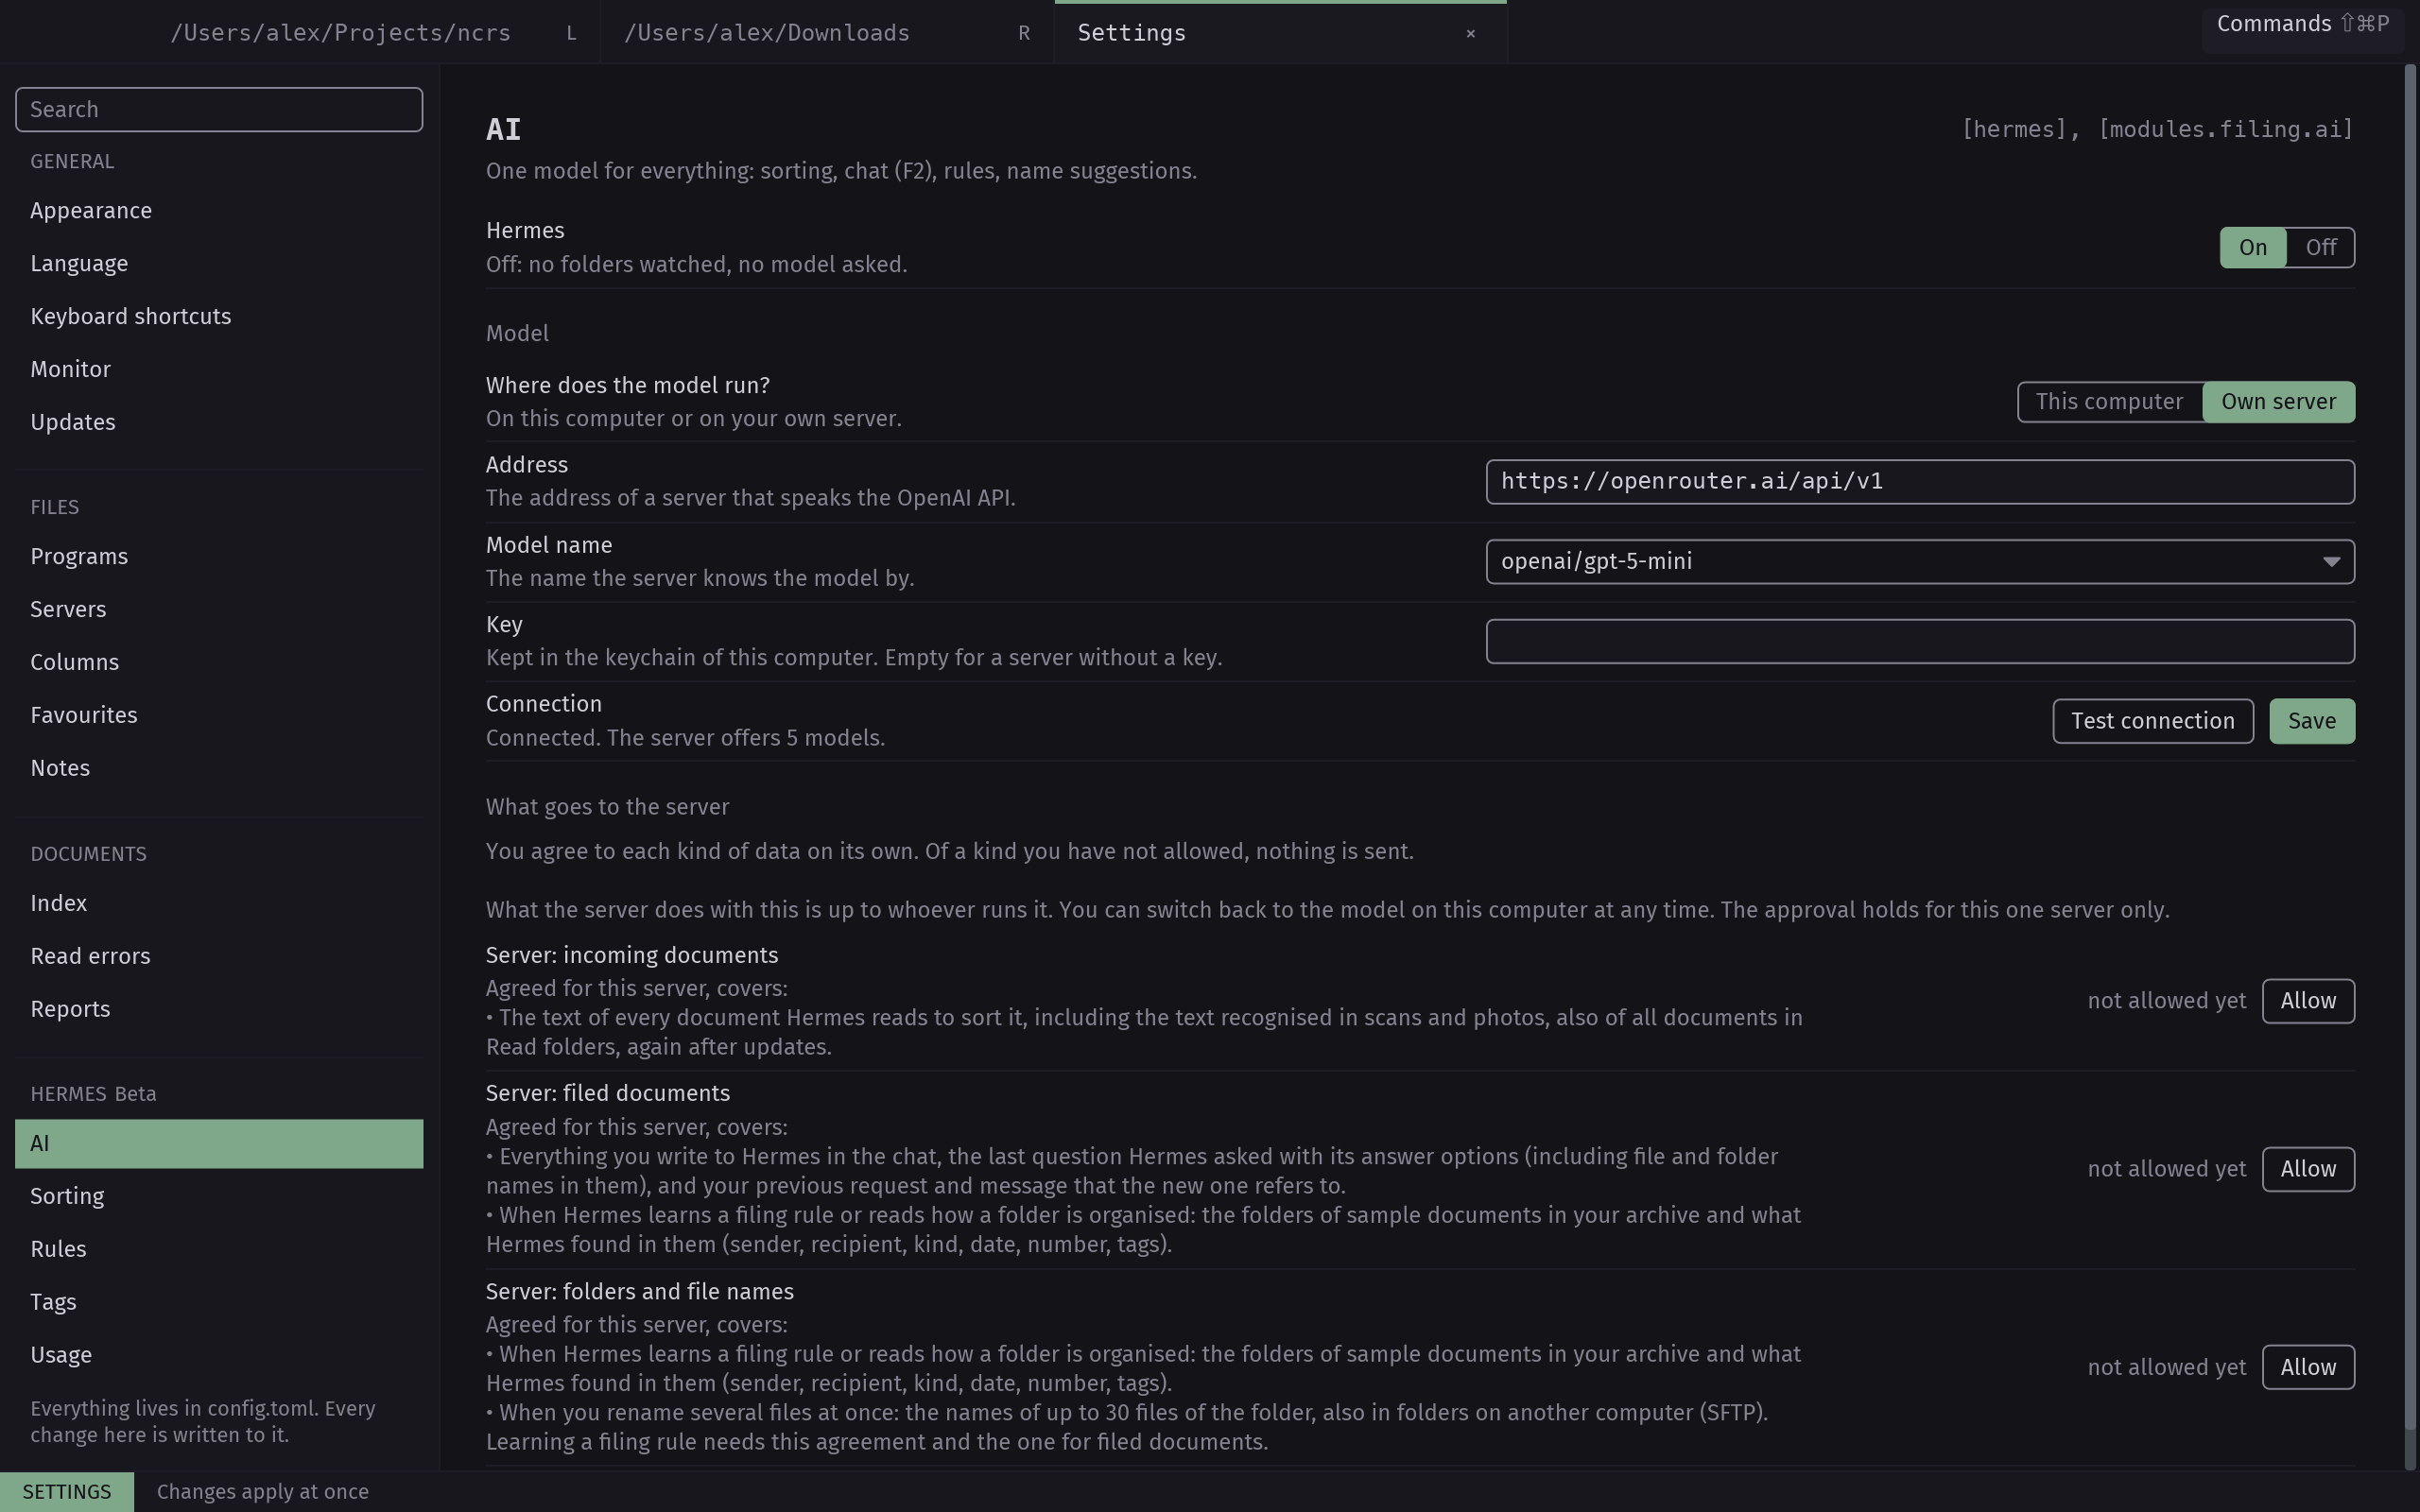 /Users/alex/Projects/ncrs L /Users/alex/Downloads R Settings × Commands ⇧⌘P
Search
GENERAL
Appearance
Language
Keyboard shortcuts
Monitor
Updates
FILES
Programs
Servers
Columns
Favourites
Notes
DOCUMENTS
Index
Read errors
Reports
HERMES Beta
AI
Sorting
Rules
Tags
Usage
Everything lives in config.toml. Every
change here is written to it.
AI [hermes], [modules.filing.ai]
One model for everything: sorting, chat (F2), rules, name suggestions.
Hermes
Off: no folders watched, no model asked.
On Off
Model
Where does the model run?
On this computer or on your own server.
This computer Own server
Address
The address of a server that speaks the OpenAI API.
https://openrouter.ai/api/v1
Model name
The name the server knows the model by.
openai/gpt-5-mini
Key
Kept in the keychain of this computer. Empty for a server without a key.
Connection
Connected. The server offers 5 models.
Test connection Save
What goes to the server
You agree to each kind of data on its own. Of a kind you have not allowed, nothing is sent.
What the server does with this is up to whoever runs it. You can switch back to the model on this computer at any time. The approval holds for this one server only.
Server: incoming documents
Agreed for this server, covers:
• The text of every document Hermes reads to sort it, including the text recognised in scans and photos, also of all documents in
Read folders, again after updates.
not allowed yet Allow
Server: filed documents
Agreed for this server, covers:
• Everything you write to Hermes in the chat, the last question Hermes asked with its answer options (including file and folder
names in them), and your previous request and message that the new one refers to.
• When Hermes learns a filing rule or reads how a folder is organised: the folders of sample documents in your archive and what
Hermes found in them (sender, recipient, kind, date, number, tags).
not allowed yet Allow
Server: folders and file names
Agreed for this server, covers:
• When Hermes learns a filing rule or reads how a folder is organised: the folders of sample documents in your archive and what
Hermes found in them (sender, recipient, kind, date, number, tags).
• When you rename several files at once: the names of up to 30 files of the folder, also in folders on another computer (SFTP).
Learning a filing rule needs this agreement and the one for filed documents.
not allowed yet Allow
SETTINGS Changes apply at once